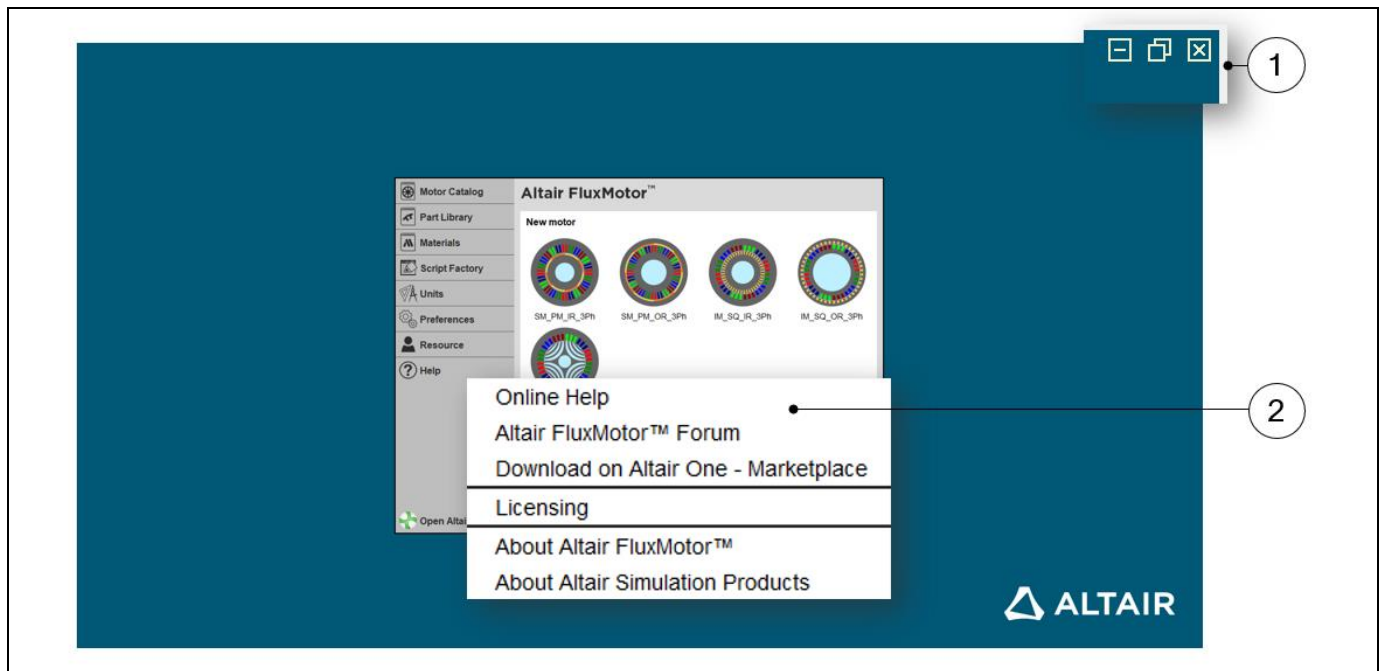 1
Motor Catalog
Part Library
Materials
Script Factory
Units
Preferences
Resource
? Help
Open Altai
Altair FluxMotor™
New motor
SM_PM_IR_3Ph SM_PM_OR_3Ph IM_SQ_IR_3Ph IM_SQ_OR_3Ph
Online Help
Altair FluxMotor™ Forum
Download on Altair One - Marketplace
Licensing
About Altair FluxMotor™
About Altair Simulation Products
2
ALTAIR